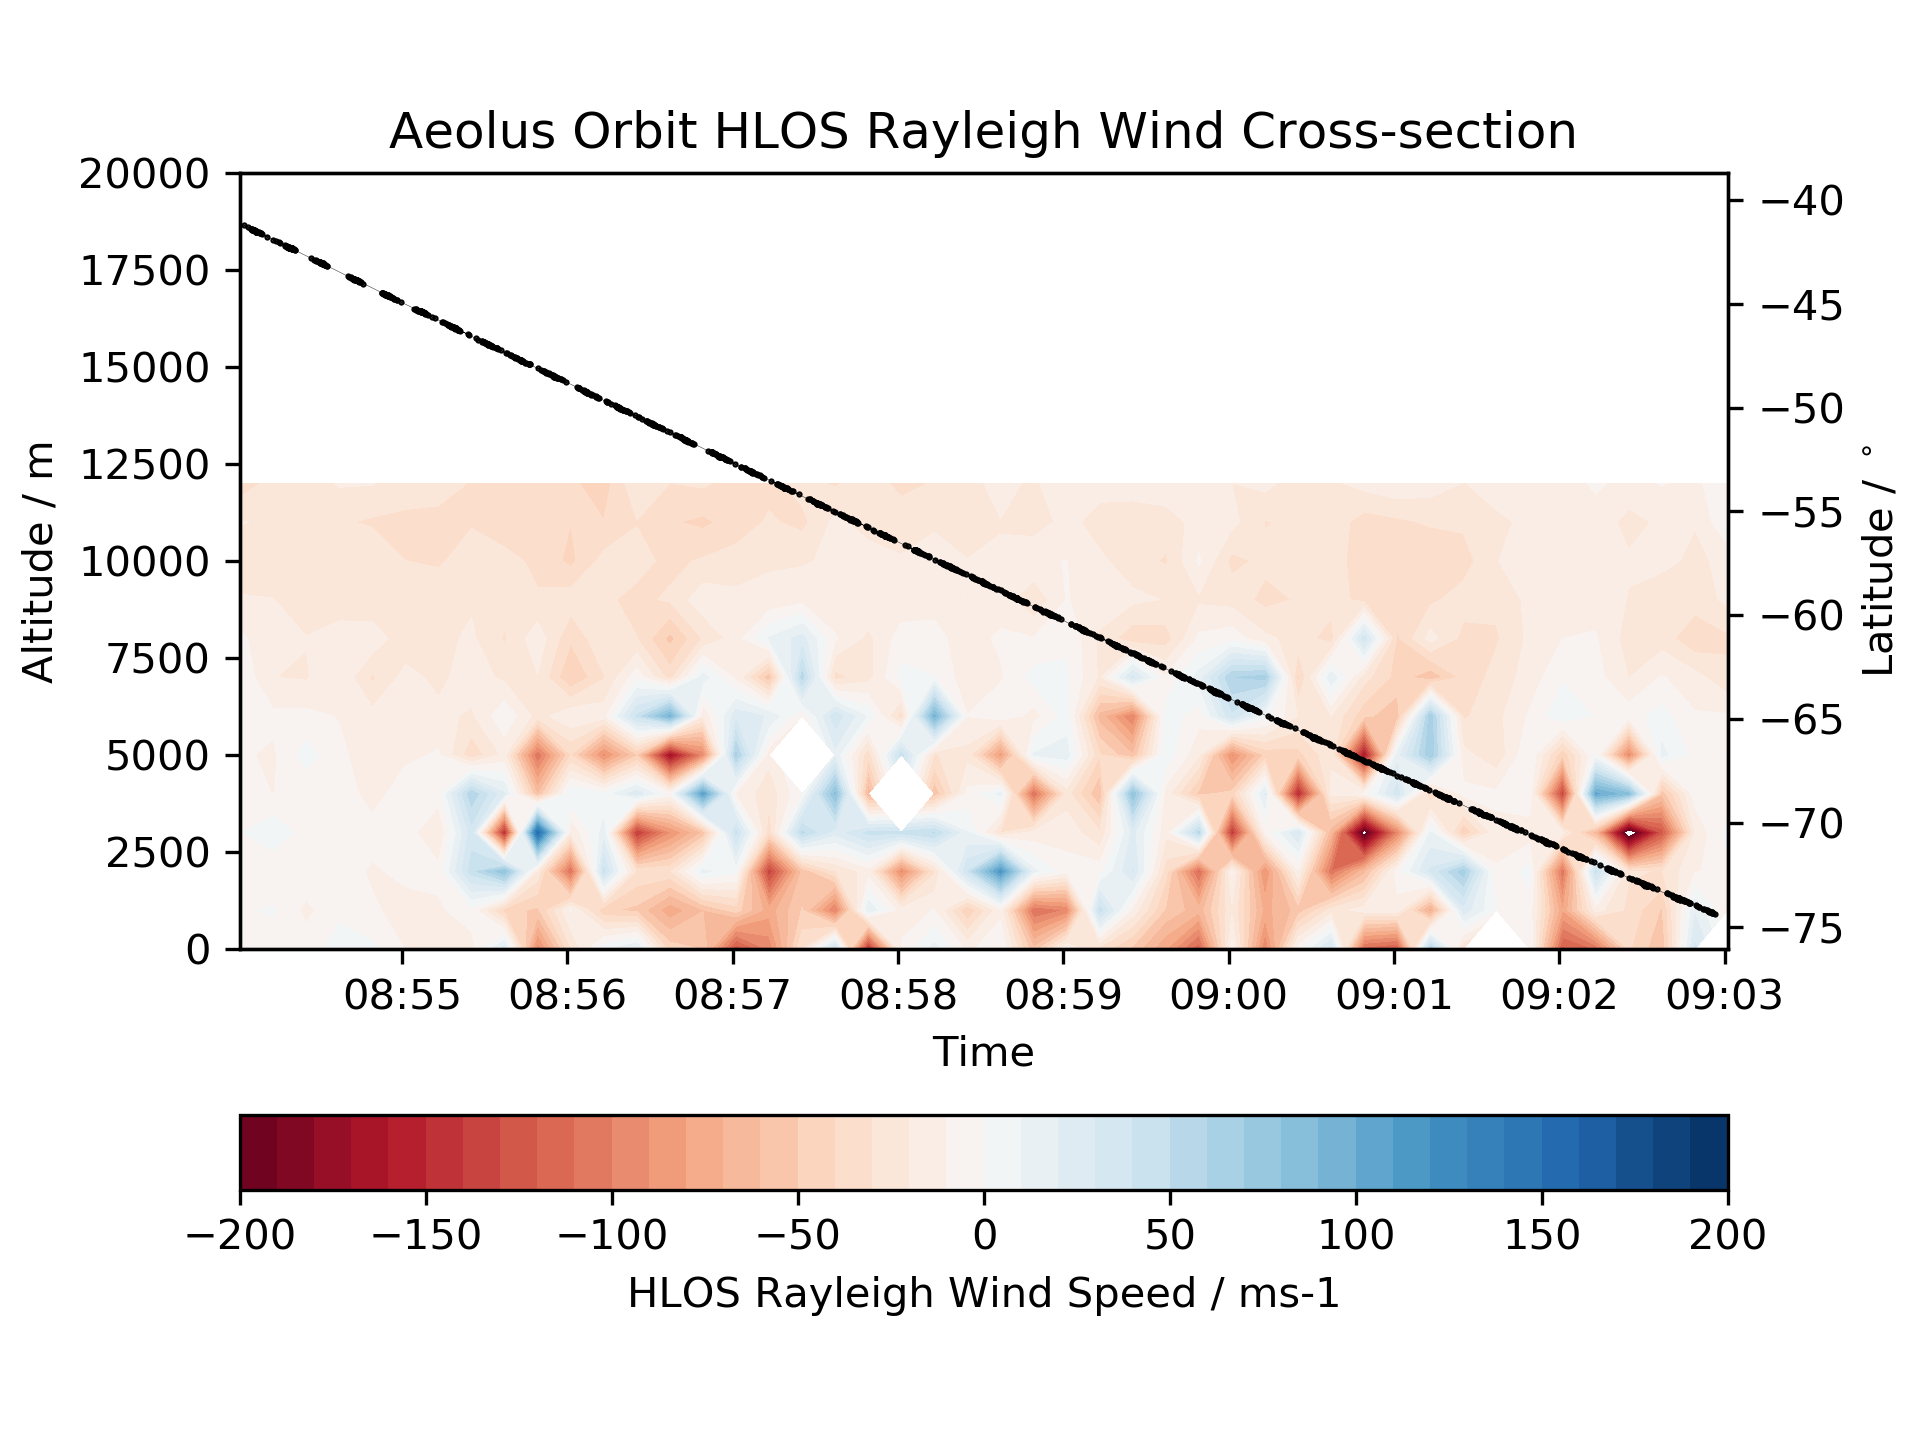 Aeolus Orbit HLOS Rayleigh Wind Cross-section
20000
17500
15000
12500
10000
7500
5000
2500
0
Altitude / m
−40
−45
−50
−55
−60
−65
−70
−75
Latitude / °
08:55 08:56 08:57 08:58 08:59 09:00 09:01 09:02 09:03
Time
−200 −150 −100 −50 0 50 100 150 200
HLOS Rayleigh Wind Speed / ms-1